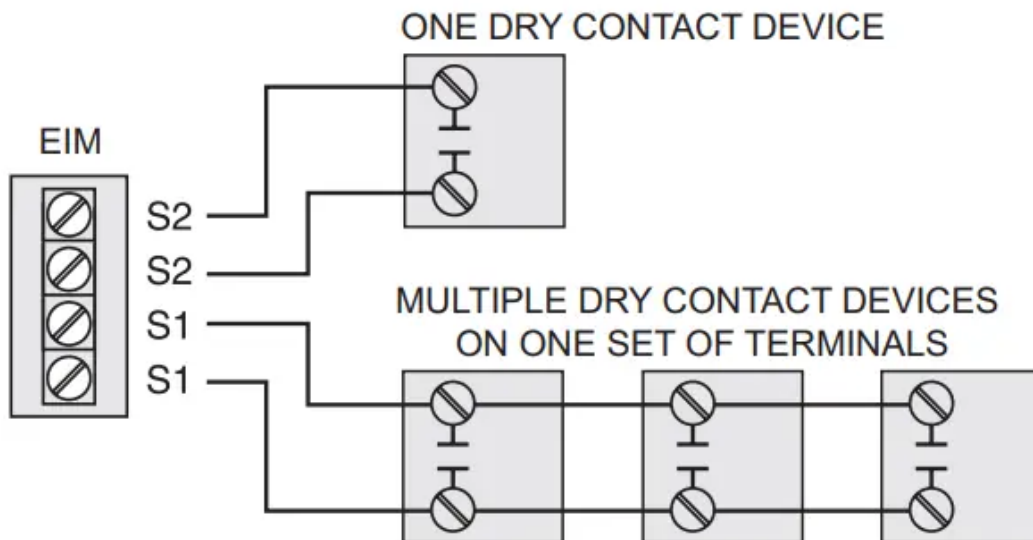 ONE DRY CONTACT DEVICE
EIM
S2
S2
S1
S1
MULTIPLE DRY CONTACT DEVICES
ON ONE SET OF TERMINALS